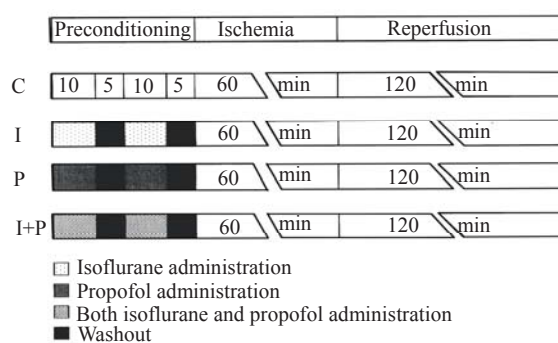 Preconditioning Ischemia Reperfusion
C 10 5 10 5 60 min 120 min
I 60 min 120 min
P 60 min 120 min
I+P 60 min 120 min
Isoflurane administration
Propofol administration
Both isoflurane and propofol administration
Washout